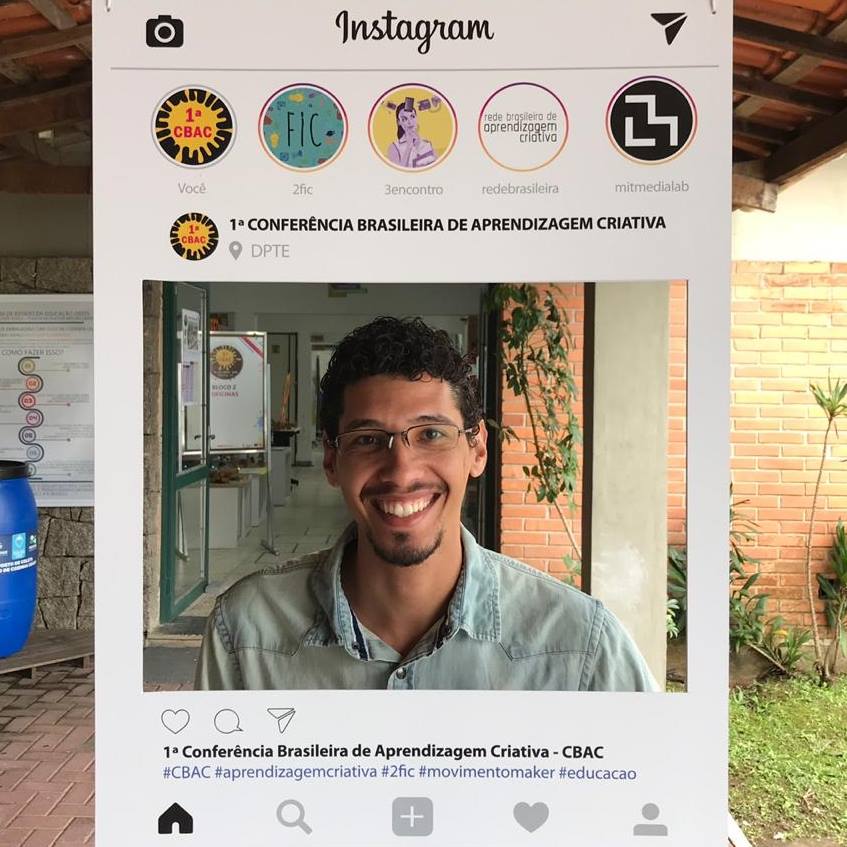 Instagram
1ª
CBAC
FIC
rede brasileira de
aprendizagem
criativa
Você
2fic
3encontro
redebrasileira
mitmedialab
1ª
CBAC
1ª CONFERÊNCIA BRASILEIRA DE APRENDIZAGEM CRIATIVA
DPTE
COMO FAZER ISSO?
BLOCO 2
OFICINAS
1ª Conferência Brasileira de Aprendizagem Criativa - CBAC
#CBAC #aprendizagemcriativa #2fic #movimentomaker #educacao